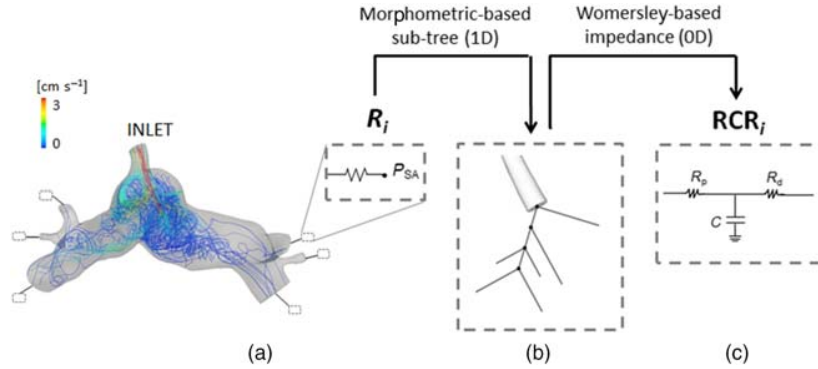 Morphometric-based
sub-tree (1D)
Womersley-based
impedance (0D)
[cm s⁻¹]
3
0
INLET
Rᵢ
P_SA
RCRᵢ
R_p
R_d
C
(a)
(b)
(c)